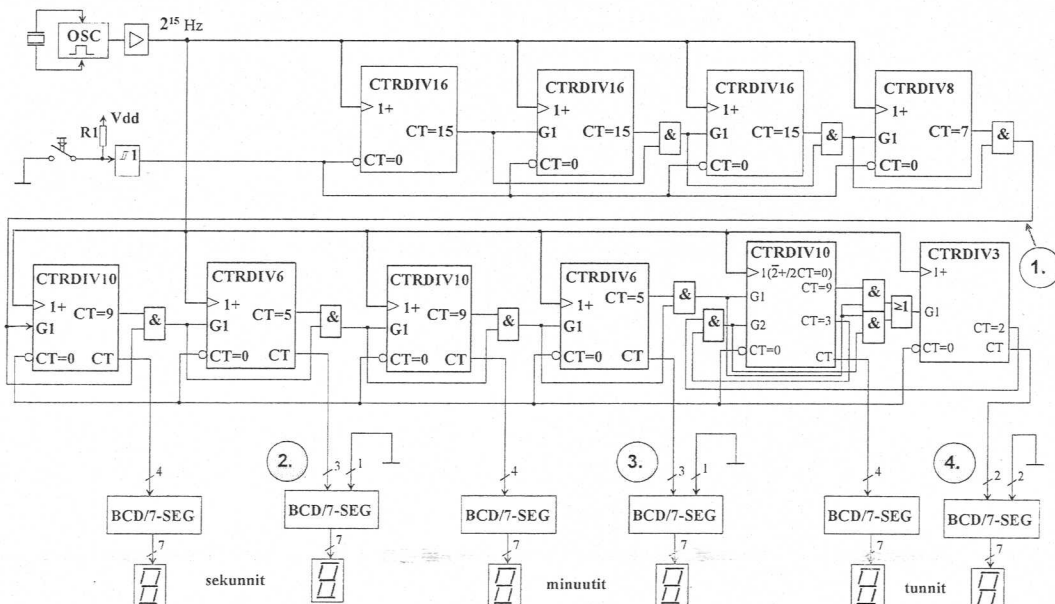 OSC
2¹⁵ Hz
CTRDIV16
1+
CT=15
CT=0
CTRDIV16
1+
G1
CT=15
CT=0
&
CTRDIV16
1+
G1
CT=15
CT=0
&
CTRDIV8
1+
G1
CT=7
CT=0
&
Vdd
R1
1
1.
CTRDIV10
1+
CT=9
G1
CT=0
CT
&
CTRDIV6
1+
CT=5
G1
CT=0
CT
&
CTRDIV10
1+
CT=9
G1
CT=0
CT
&
CTRDIV6
1+
CT=5
G1
CT=0
CT
&
&
CTRDIV10
1(2̅+/2CT=0)
CT=9
G1
G2
CT=3
CT=0
CT
&
&
≥1
CTRDIV3
1+
G1
CT=2
CT=0
CT
2.
3.
4.
4
3
1
4
3
1
4
2
2
BCD/7-SEG
BCD/7-SEG
BCD/7-SEG
BCD/7-SEG
BCD/7-SEG
BCD/7-SEG
7
7
7
7
7
7
sekunnit
minuutit
tunnit